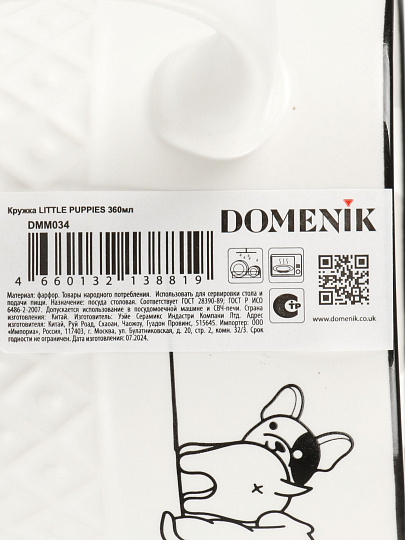 Кружка LITTLE PUPPIES 360мл
DMM034
DOMENIK
4 660132 138819
Материал: фарфор. Товары народного потребления. Использовать для сервировки стола и
подачи пищи. Назначение: посуда столовая. Соответствует ГОСТ 28390-89; ГОСТ Р ИСО
6486-2-2007. Допускается использование в посудомоечной машине и СВЧ-печи. Страна
изготовления: Китай. Изготовитель: Уэйе Серамикс Индастри Компани Лтд. Адрес
изготовителя: Китай, Руй Роад, Схаоан, Чаожоу, Гуадон Провинс, 515645. Импортер: ООО
«Империа», Россия, 117403, г. Москва, ул. Булатниковская, д. 20, стр. 2, комн. 32/3. Срок
годности не ограничен. Дата изготовления: 07.2024.
www.domenik.co.uk